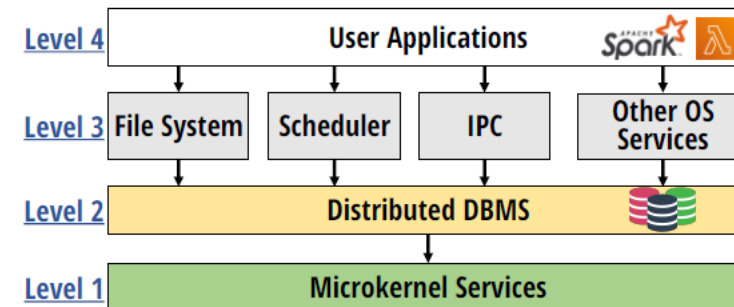 Level 4
User Applications
APACHE
Spark
λ
Level 3
File System
Scheduler
IPC
Other OS
Services
Level 2
Distributed DBMS
Level 1
Microkernel Services